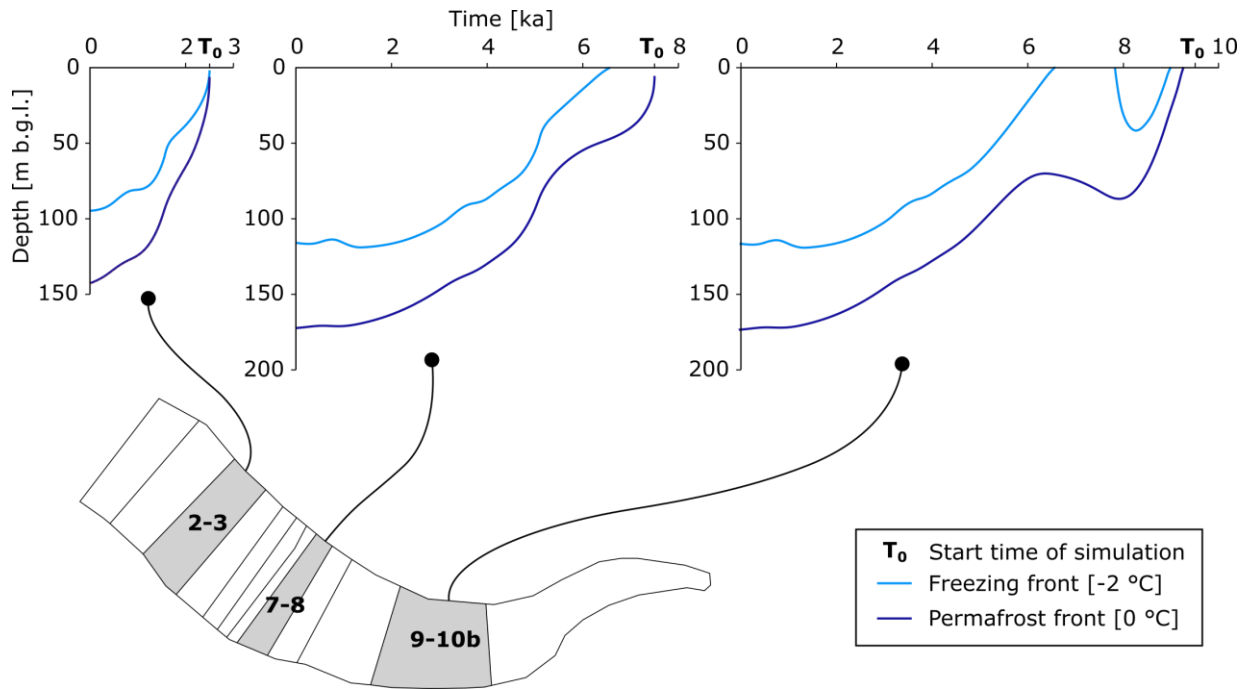 Time [ka]
0 2 T₀ 3
0 2 4 6 T₀ 8
0 2 4 6 8 T₀ 10
Depth [m b.g.l.]
0
50
100
150
0
50
100
150
200
0
50
100
150
200
2-3
7-8
9-10b
T₀ Start time of simulation
Freezing front [-2 °C]
Permafrost front [0 °C]